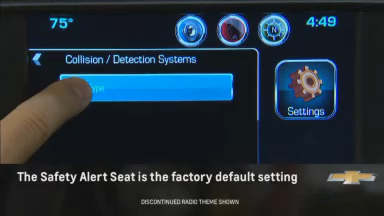 75°
4:49
N
Collision / Detection Systems
Settings
The Safety Alert Seat is the factory default setting
DISCONTINUED RADIO THEME SHOWN